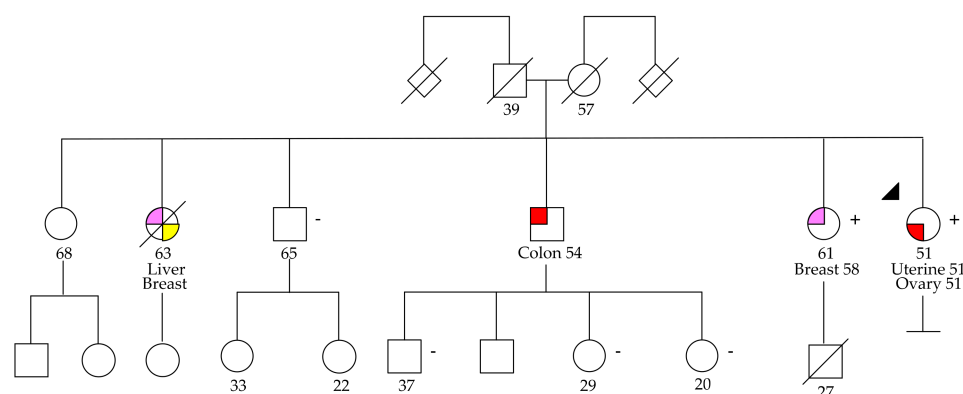 39 57
- + +
68 63 65 Colon 54 61 51
Liver Breast 58 Uterine 51
Breast Ovary 51
- - -
33 22 37 29 20 27